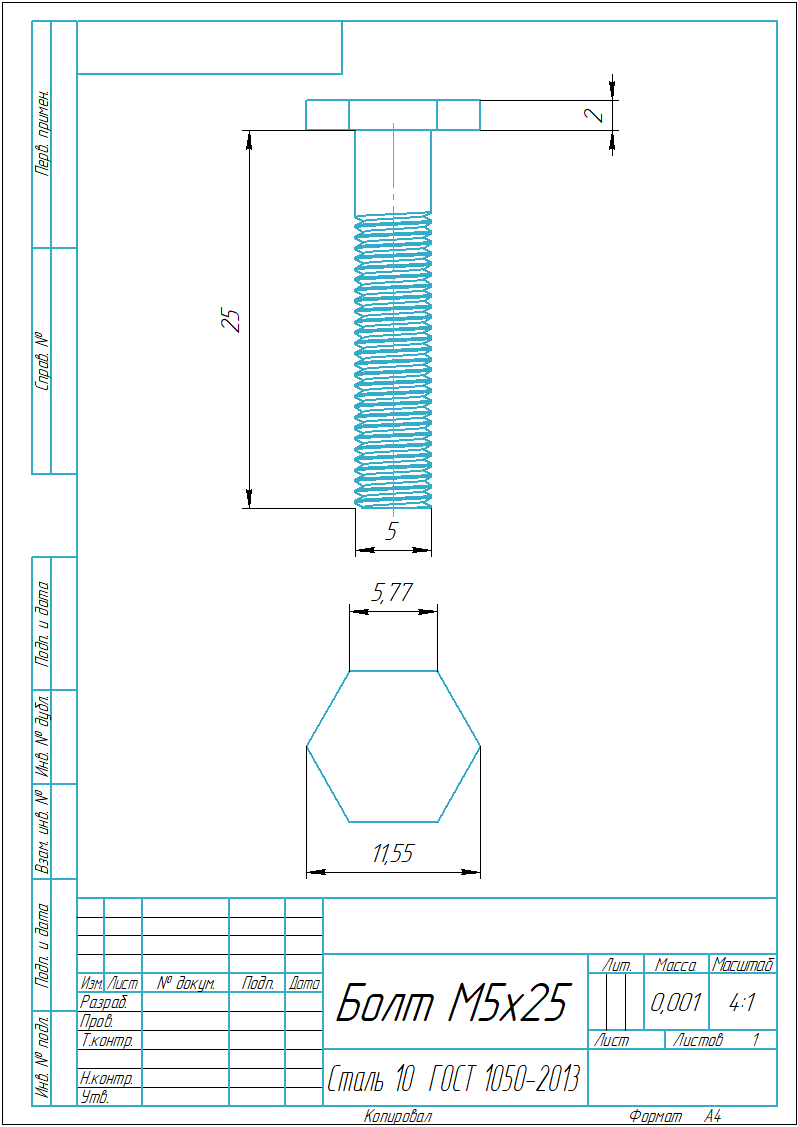 Перв. примен.
Справ. №
Подп. и дата
Инв. № дубл.
Взам. инв. №
Подп. и дата
Инв. № подл.
2
25
5
5,77
11,55
Изм. Лист № докум. Подп. Дата
Разраб.
Пров.
Т.контр.
Н.контр.
Утв.
Болт М5х25
Сталь 10 ГОСТ 1050-2013
Лит. Масса Масштаб
0,001 4:1
Лист Листов 1
Копировал Формат А4